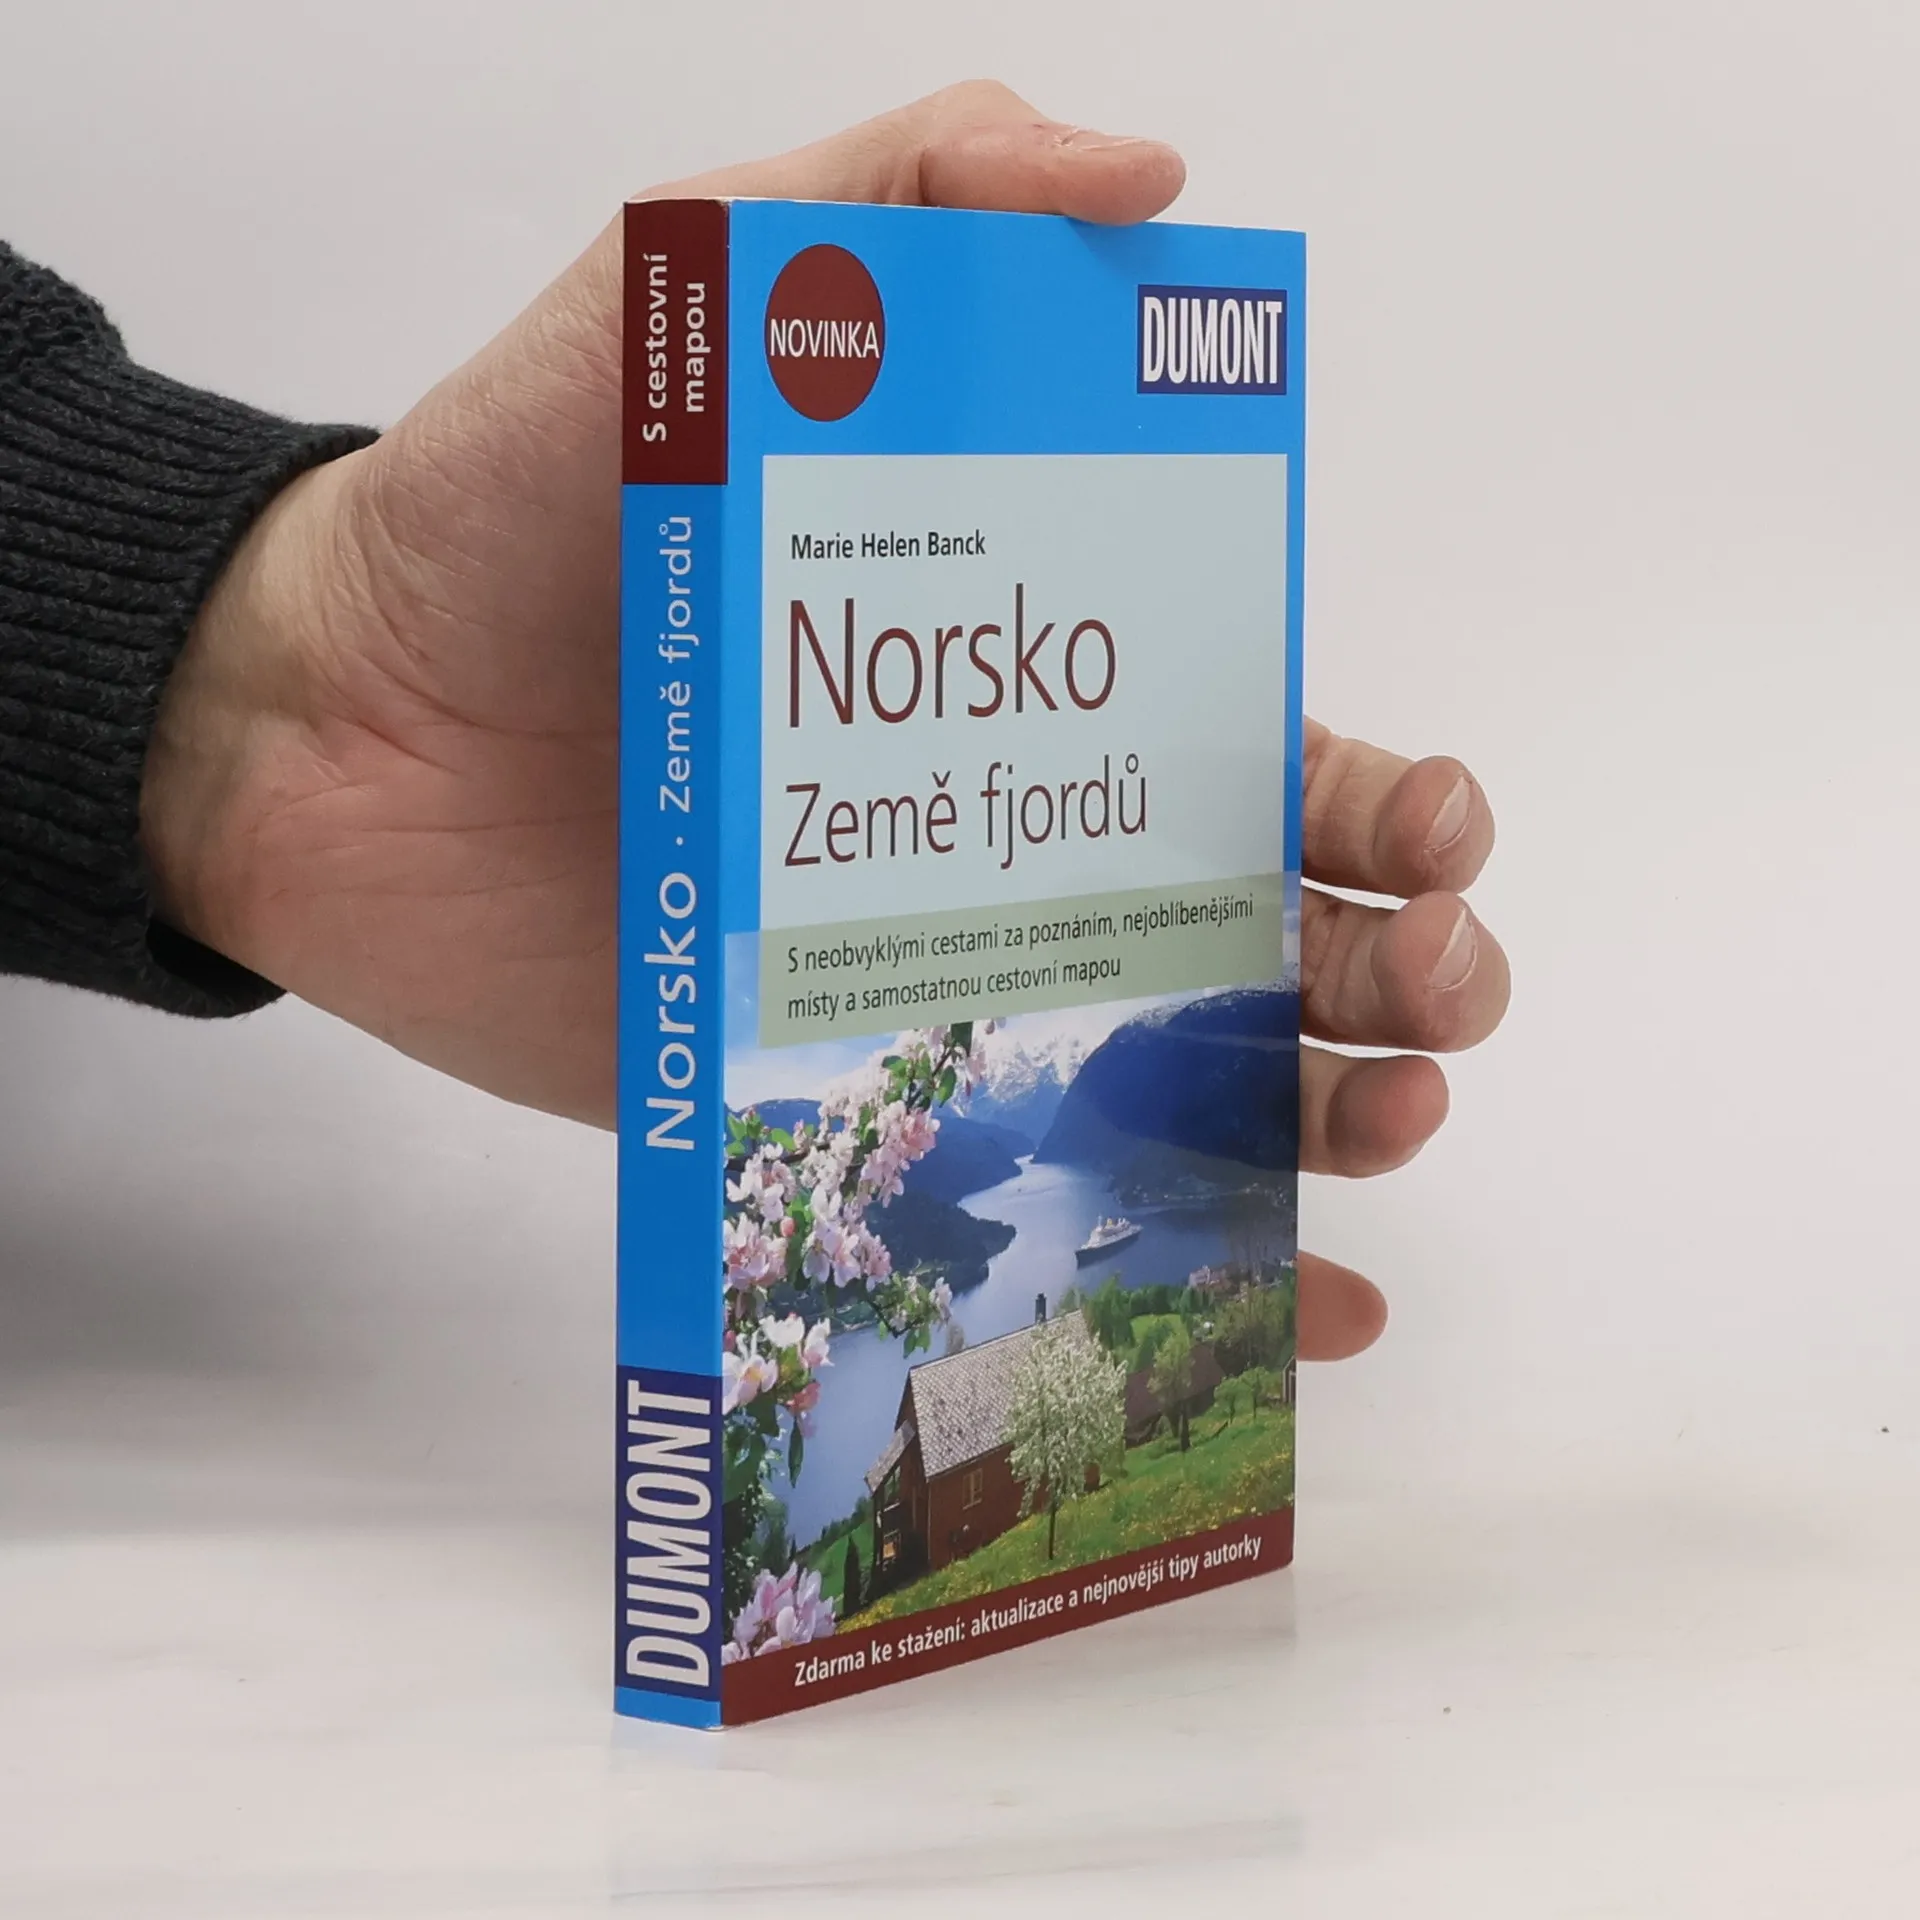 S cestovní
mapou
Norsko · Země fjordů
DUMONT
NOVINKA
DUMONT
Marie Helen Banck
Norsko
Země fjordů
S neobvyklými cestami za poznáním, nejoblíbenějšími
místy a samostatnou cestovní mapou
Zdarma ke stažení: aktualizace a nejnovější tipy autorky